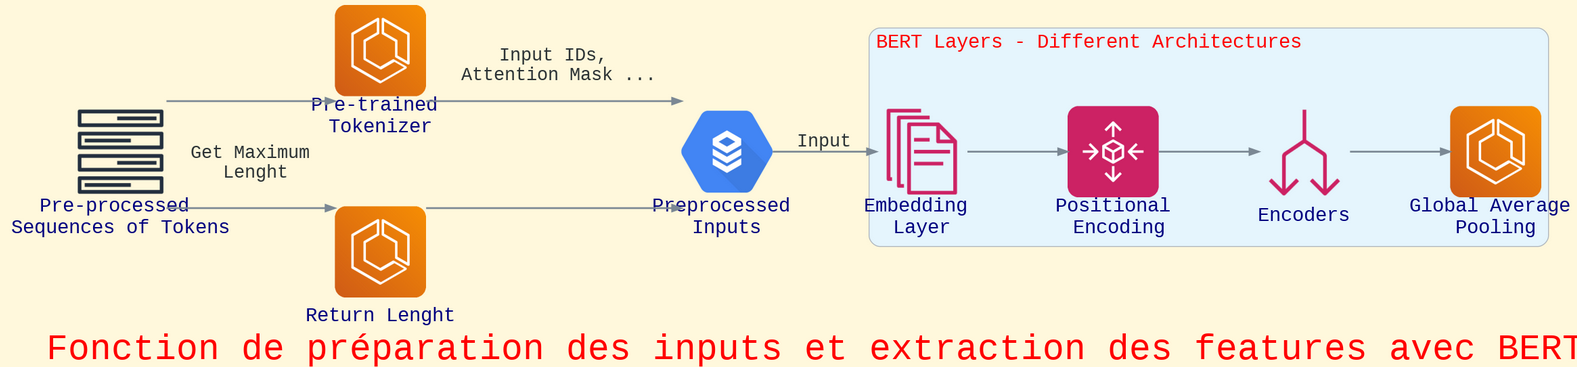 Input IDs,
Attention Mask ...
BERT Layers - Different Architectures
Pre-trained
Tokenizer
Get Maximum
Lenght
Input
Pre-processed
Sequences of Tokens
Preprocessed
Inputs
Embedding
Layer
Positional
Encoding
Encoders
Global Average
Pooling
Return Lenght
Fonction de préparation des inputs et extraction des features avec BERT